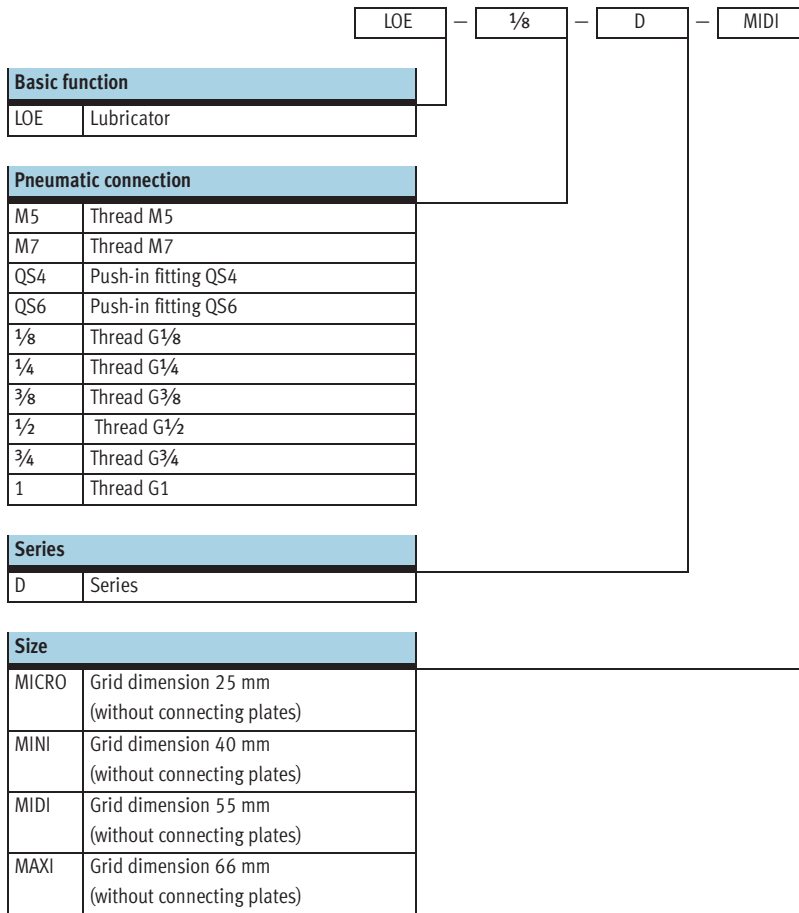 LOE – ⅛ – D – MIDI
Basic function
LOE Lubricator
Pneumatic connection
M5 Thread M5
M7 Thread M7
QS4 Push-in fitting QS4
QS6 Push-in fitting QS6
⅛ Thread G⅛
¼ Thread G¼
⅜ Thread G⅜
½ Thread G½
¾ Thread G¾
1 Thread G1
Series
D Series
Size
MICRO Grid dimension 25 mm
(without connecting plates)
MINI Grid dimension 40 mm
(without connecting plates)
MIDI Grid dimension 55 mm
(without connecting plates)
MAXI Grid dimension 66 mm
(without connecting plates)